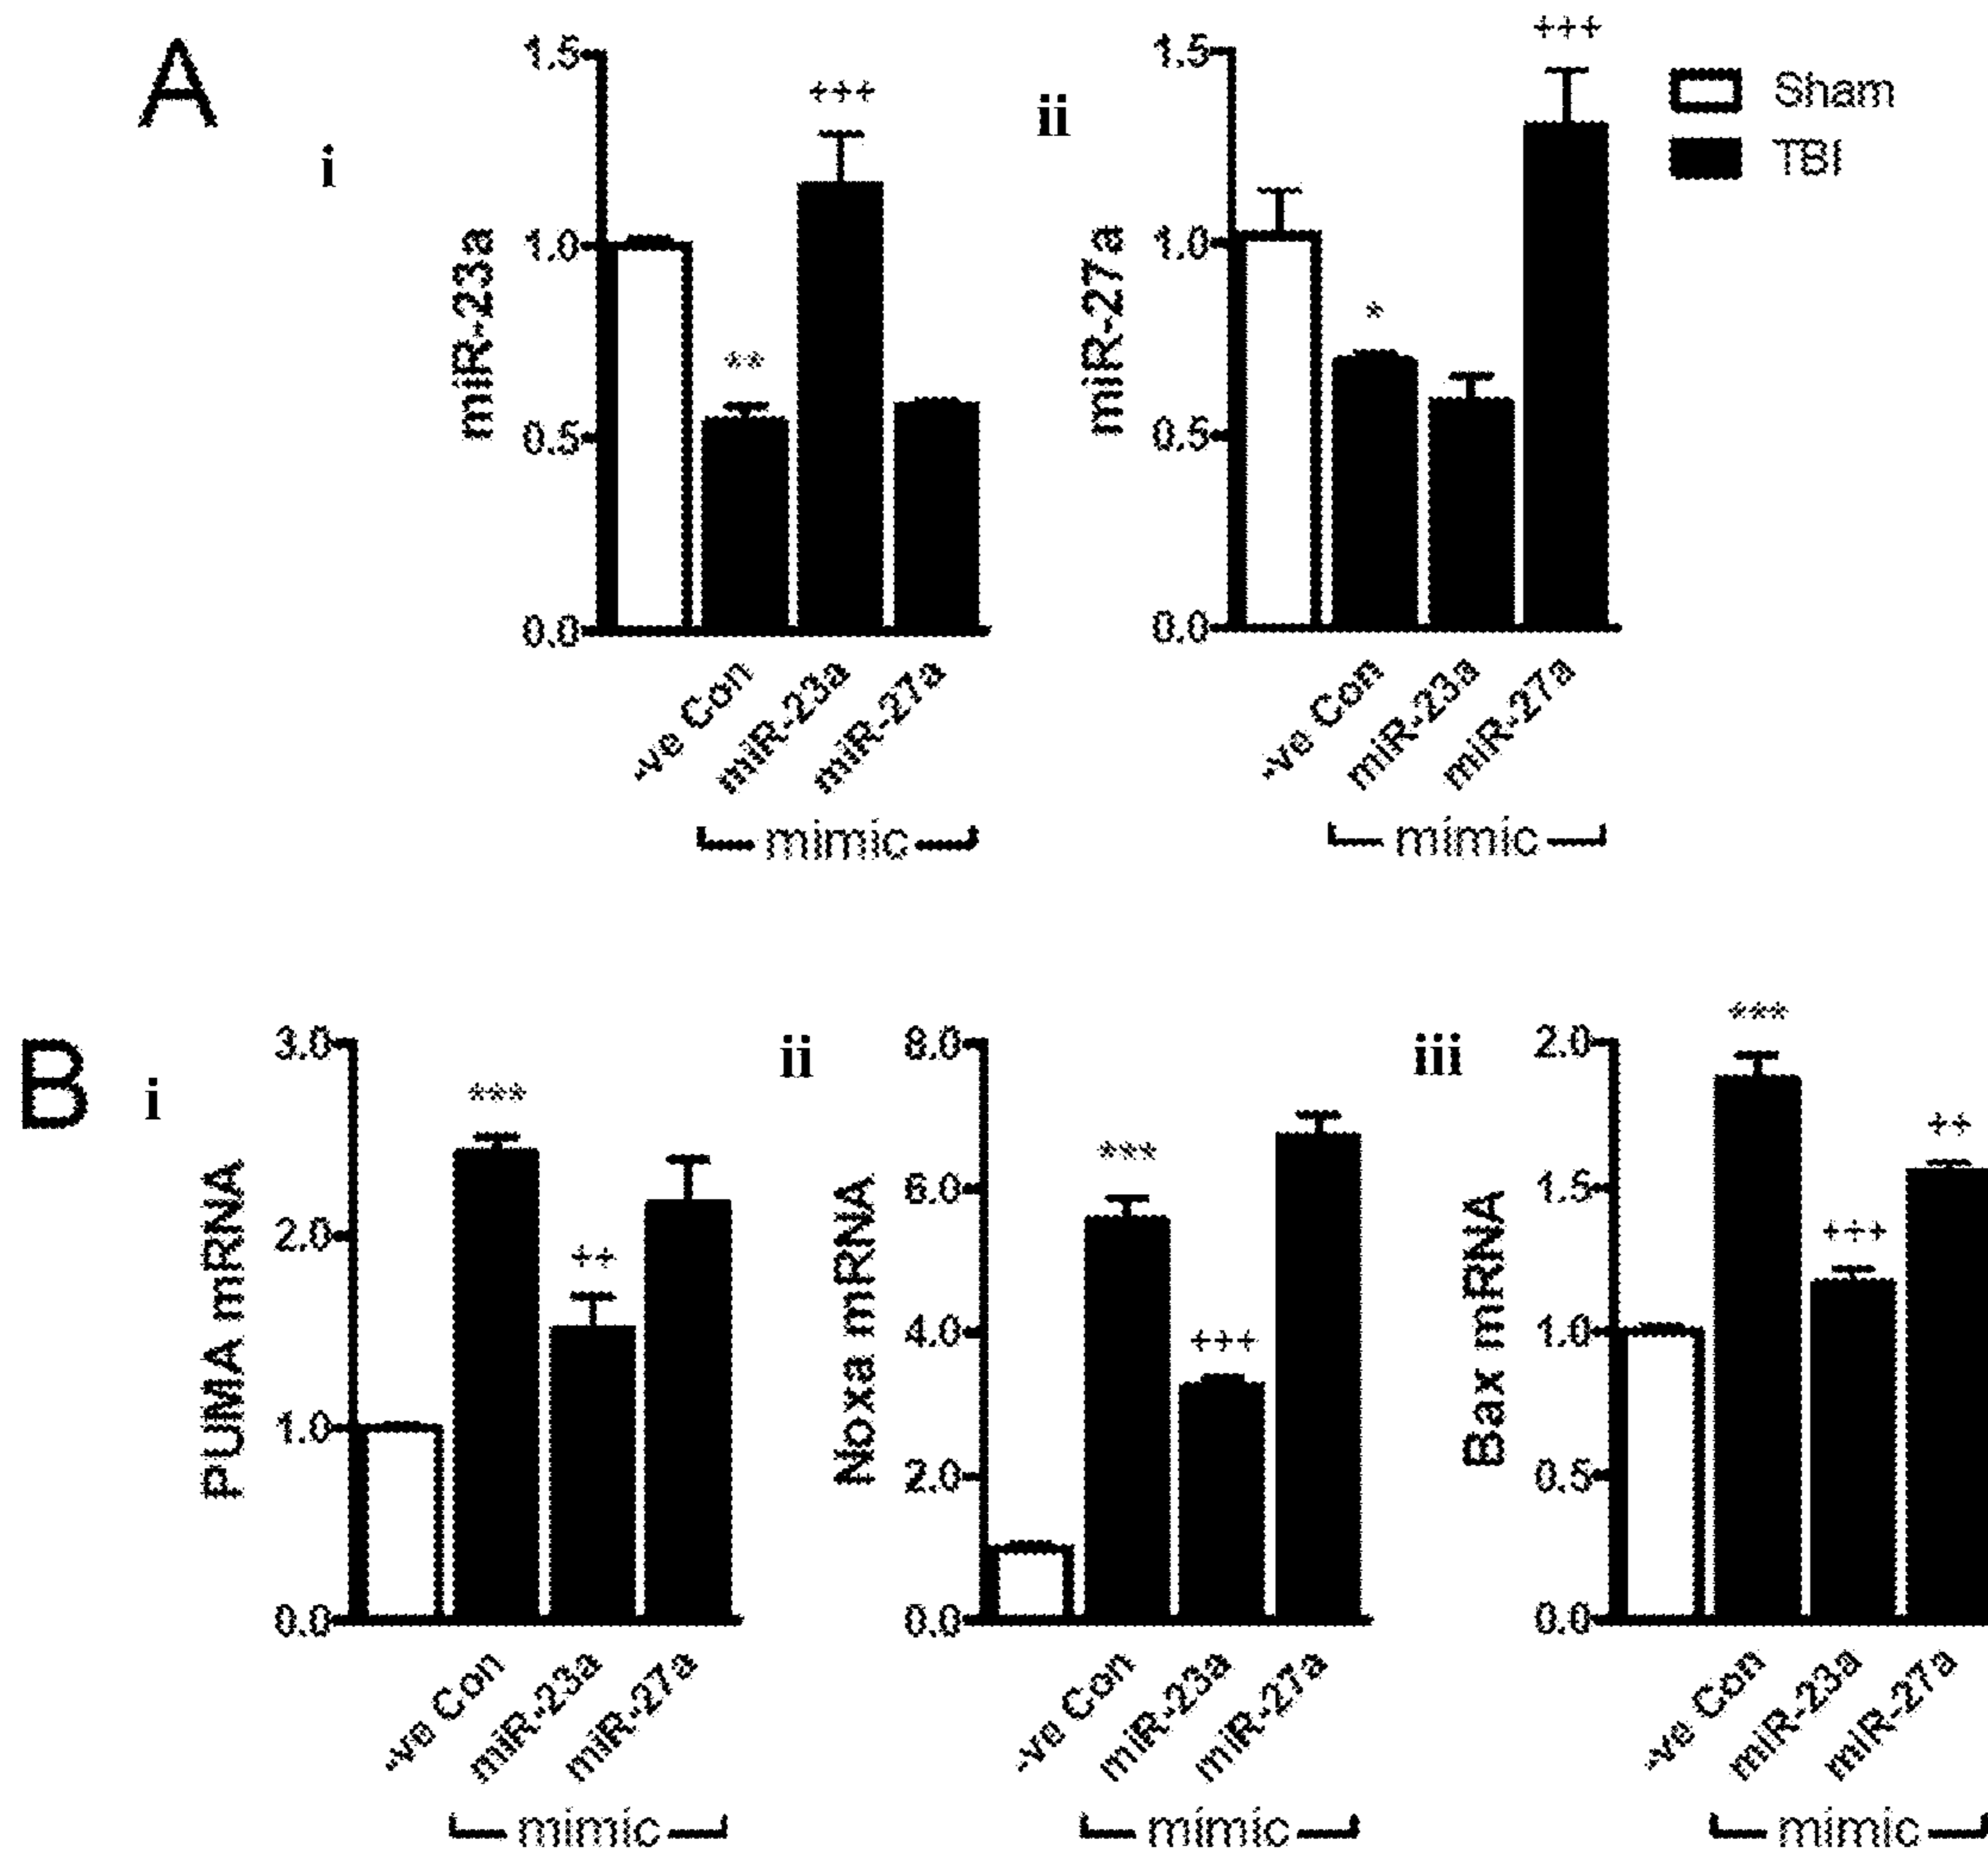 A
i
miR-23a
1.5
1.0
0.5
0.0
**
+++
-ve Con
miR-23a
miR-27a
mimic
ii
miR-27a
1.5
1.0
0.5
0.0
*
+++
-ve Con
miR-23a
miR-27a
mimic
Sham
TBI
B
i
PUMA mRNA
3.0
2.0
1.0
0.0
***
++
-ve Con
miR-23a
miR-27a
mimic
ii
Noxa mRNA
8.0
6.0
4.0
2.0
0.0
***
+++
-ve Con
miR-23a
miR-27a
mimic
iii
Bax mRNA
2.0
1.5
1.0
0.5
0.0
***
+++
++
-ve Con
miR-23a
miR-27a
mimic